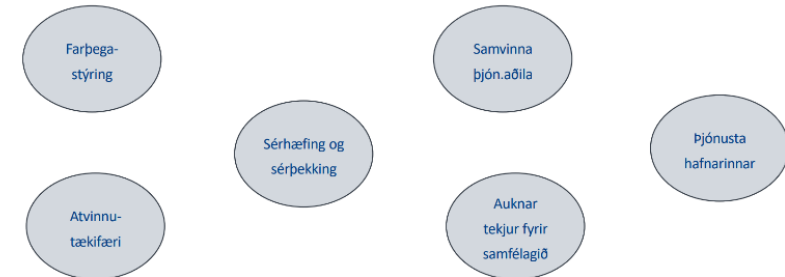 Farþega-
stýring
Samvinna
þjón.aðila
Sérhæfing og
sérþekking
Þjónusta
hafnarinnar
Atvinnu-
tækifæri
Auknar
tekjur fyrir
samfélagið